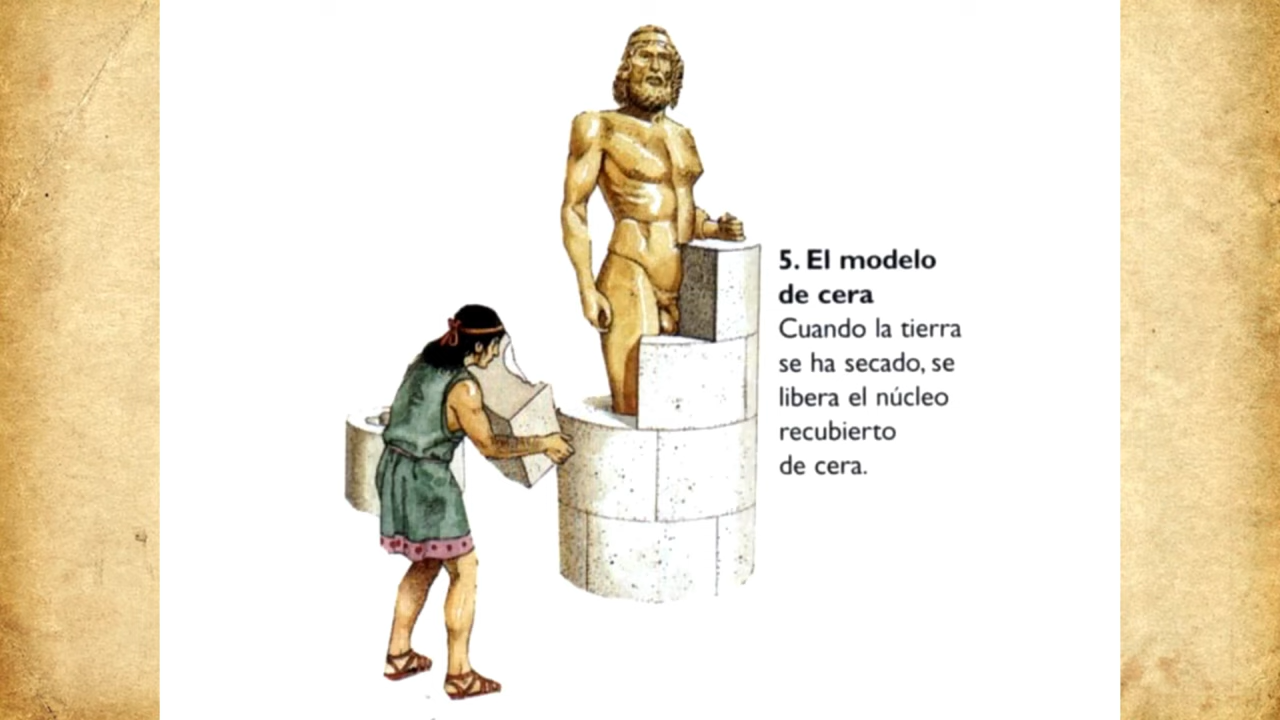 5. El modelo
de cera
Cuando la tierra
se ha secado, se
libera el núcleo
recubierto
de cera.